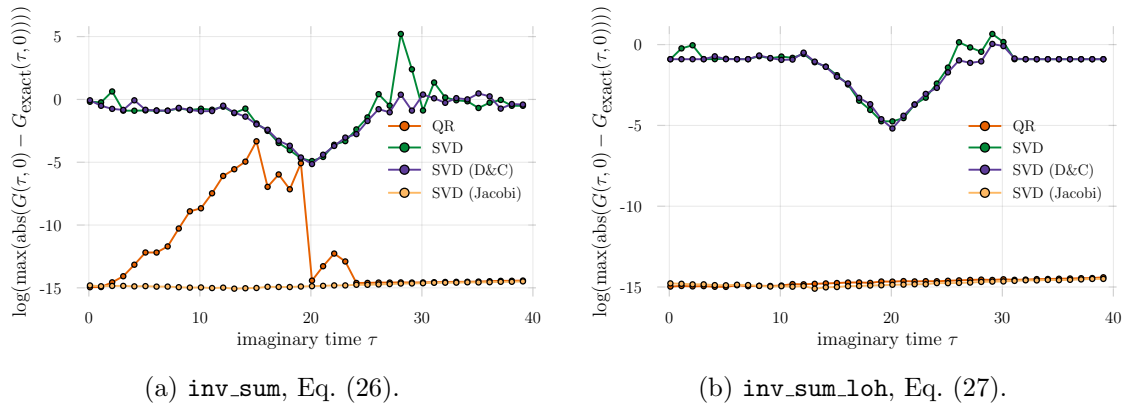 log(max(abs(G(τ, 0) − G_exact(τ, 0))))
5
0
-5
-10
-15
0
10
20
30
40
imaginary time τ
QR
SVD
SVD (D&C)
SVD (Jacobi)
(a) inv_sum, Eq. (26).
log(max(abs(G(τ, 0) − G_exact(τ, 0))))
0
-5
-10
-15
0
10
20
30
40
imaginary time τ
QR
SVD
SVD (D&C)
SVD (Jacobi)
(b) inv_sum_loh, Eq. (27).